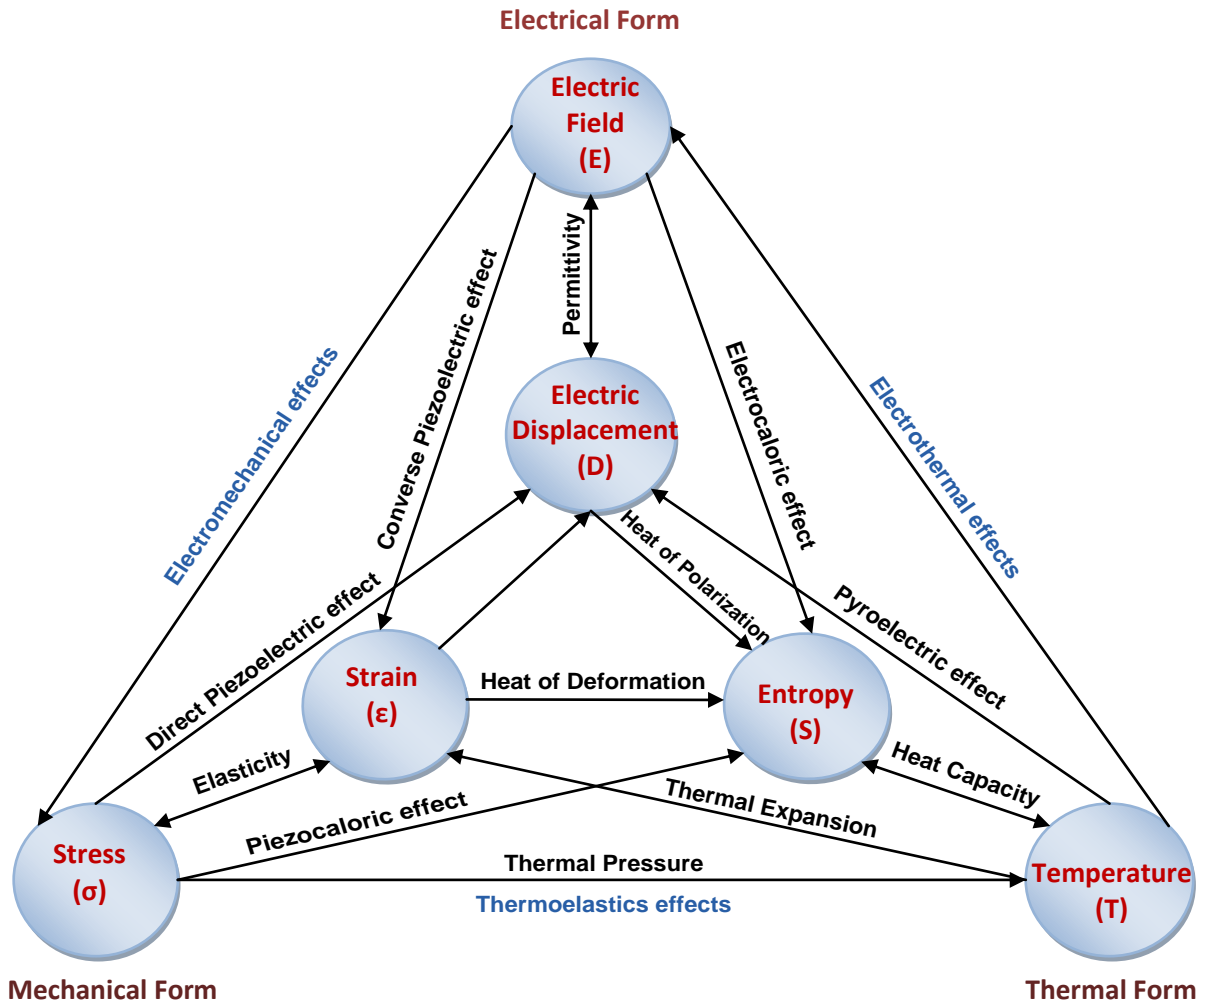 Electrical Form
Electric
Field
(E)
Permittivity
Converse Piezoelectric effect
Electrocaloric effect
Electromechanical effects
Electrothermal effects
Electric
Displacement
(D)
Heat of Polarization
Direct Piezoelectric effect
Pyroelectric effect
Strain
(ε)
Heat of Deformation
Entropy
(S)
Elasticity
Heat Capacity
Piezocaloric effect
Thermal Expansion
Stress
(σ)
Thermal Pressure
Thermoelastics effects
Temperature
(T)
Mechanical Form
Thermal Form